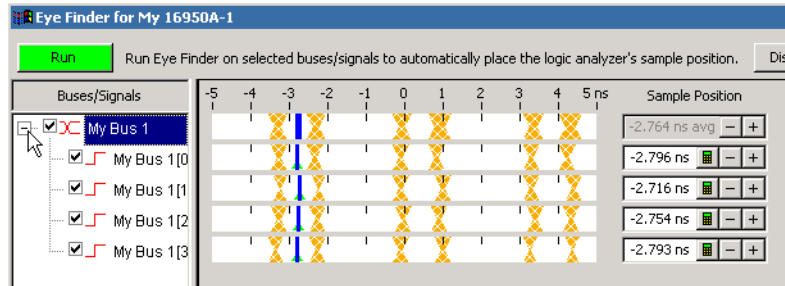 Eye Finder for My 16950A-1
Run
Run Eye Finder on selected buses/signals to automatically place the logic analyzer's sample position.
Dis
Buses/Signals
-5 -4 -3 -2 -1 0 1 2 3 4 5 ns
Sample Position
My Bus 1
-2.764 ns avg - +
My Bus 1[0
-2.796 ns - +
My Bus 1[1
-2.716 ns - +
My Bus 1[2
-2.754 ns - +
My Bus 1[3
-2.793 ns - +